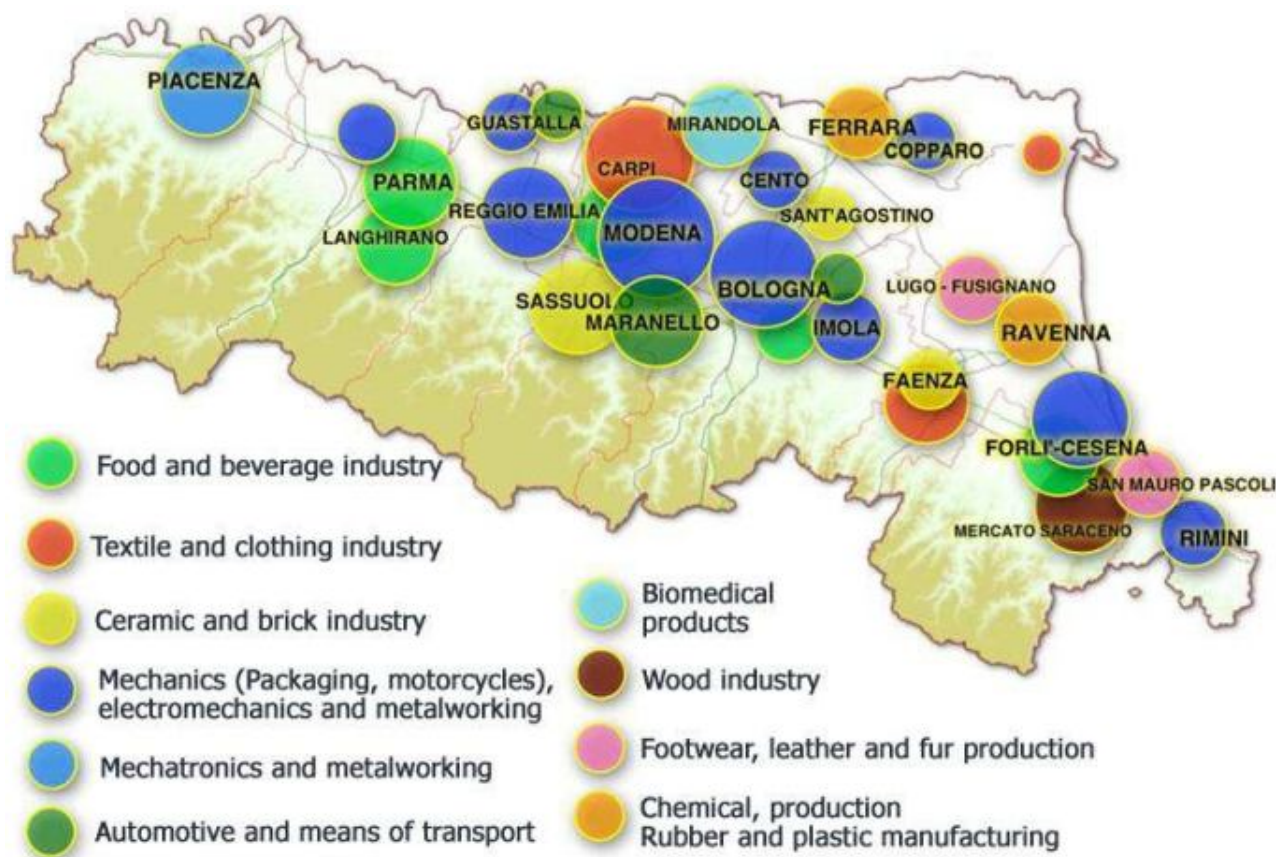 PIACENZA
GUASTALLA
MIRANDOLA
FERRARA
COPPARO
CARPI
CENTO
PARMA
REGGIO EMILIA
SANT'AGOSTINO
LANGHIRANO
MODENA
BOLOGNA
LUGO - FUSIGNANO
SASSUOLO
MARANELLO
IMOLA
RAVENNA
FAENZA
FORLI'-CESENA
SAN MAURO PASCOLI
MERCATO SARACENO
RIMINI
Food and beverage industry
Textile and clothing industry
Ceramic and brick industry
Mechanics (Packaging, motorcycles),
electromechanics and metalworking
Mechatronics and metalworking
Automotive and means of transport
Biomedical
products
Wood industry
Footwear, leather and fur production
Chemical, production
Rubber and plastic manufacturing